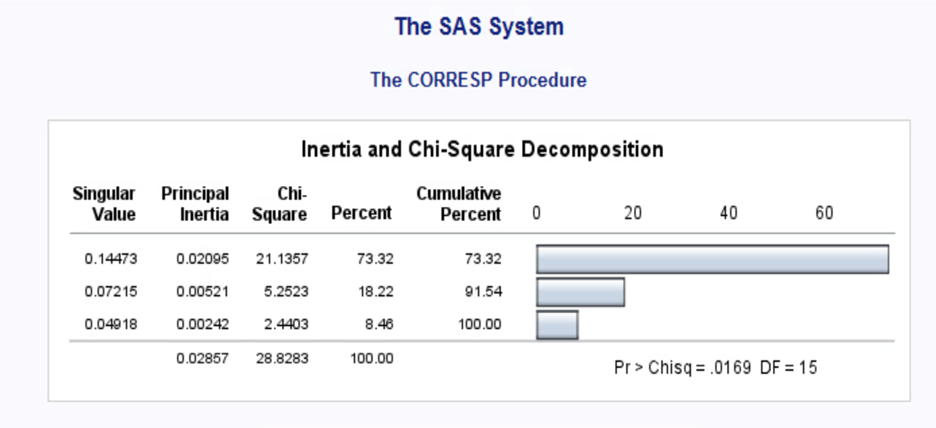 The SAS System
The CORRESP Procedure
Inertia and Chi-Square Decomposition
Singular Principal Chi- Cumulative
Value Inertia Square Percent Percent 0 20 40 60
0.14473 0.02095 21.1357 73.32 73.32
0.07215 0.00521 5.2523 18.22 91.54
0.04918 0.00242 2.4403 8.46 100.00
0.02857 28.8283 100.00
Pr > Chisq = .0169 DF = 15